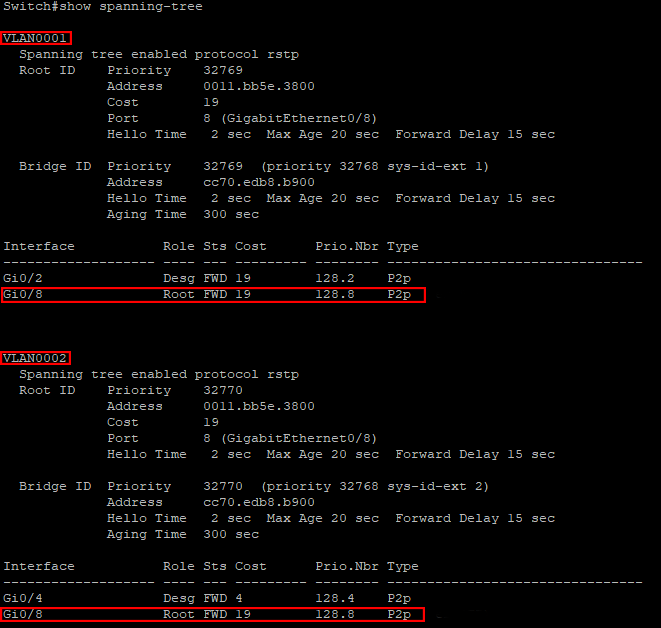 Switch#show spanning-tree
VLAN0001
Spanning tree enabled protocol rstp
Root ID Priority 32769
Address 0011.bb5e.3800
Cost 19
Port 8 (GigabitEthernet0/8)
Hello Time 2 sec Max Age 20 sec Forward Delay 15 sec
Bridge ID Priority 32769 (priority 32768 sys-id-ext 1)
Address cc70.edb8.b900
Hello Time 2 sec Max Age 20 sec Forward Delay 15 sec
Aging Time 300 sec
Interface Role Sts Cost Prio.Nbr Type
------------------- ---- --- --------- -------- --------------------------------
Gi0/2 Desg FWD 19 128.2 P2p
Gi0/8 Root FWD 19 128.8 P2p
VLAN0002
Spanning tree enabled protocol rstp
Root ID Priority 32770
Address 0011.bb5e.3800
Cost 19
Port 8 (GigabitEthernet0/8)
Hello Time 2 sec Max Age 20 sec Forward Delay 15 sec
Bridge ID Priority 32770 (priority 32768 sys-id-ext 2)
Address cc70.edb8.b900
Hello Time 2 sec Max Age 20 sec Forward Delay 15 sec
Aging Time 300 sec
Interface Role Sts Cost Prio.Nbr Type
------------------- ---- --- --------- -------- --------------------------------
Gi0/4 Desg FWD 4 128.4 P2p
Gi0/8 Root FWD 19 128.8 P2p